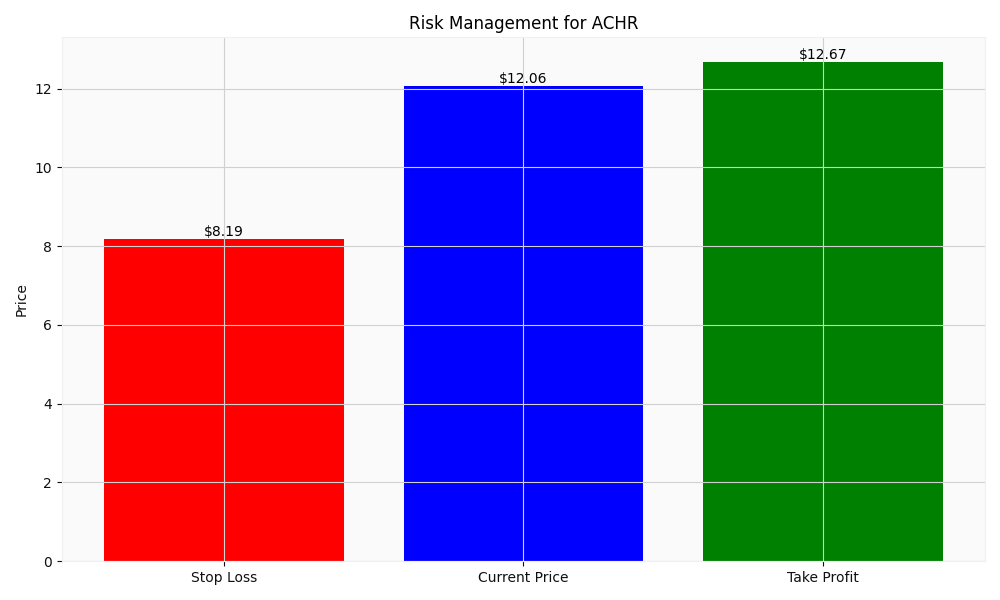 Risk Management for ACHR
$12.67
$12.06
$8.19
Price
12
10
8
6
4
2
0
Stop Loss
Current Price
Take Profit